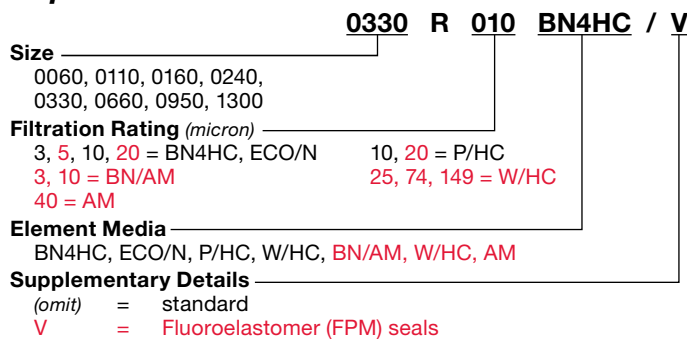 0330 R 010 BN4HC / V
Size
0060, 0110, 0160, 0240,
0330, 0660, 0950, 1300
Filtration Rating (micron)
3, 5, 10, 20 = BN4HC, ECO/N 10, 20 = P/HC
3, 10 = BN/AM 25, 74, 149 = W/HC
40 = AM
Element Media
BN4HC, ECO/N, P/HC, W/HC, BN/AM, W/HC, AM
Supplementary Details
(omit) = standard
V = Fluoroelastomer (FPM) seals